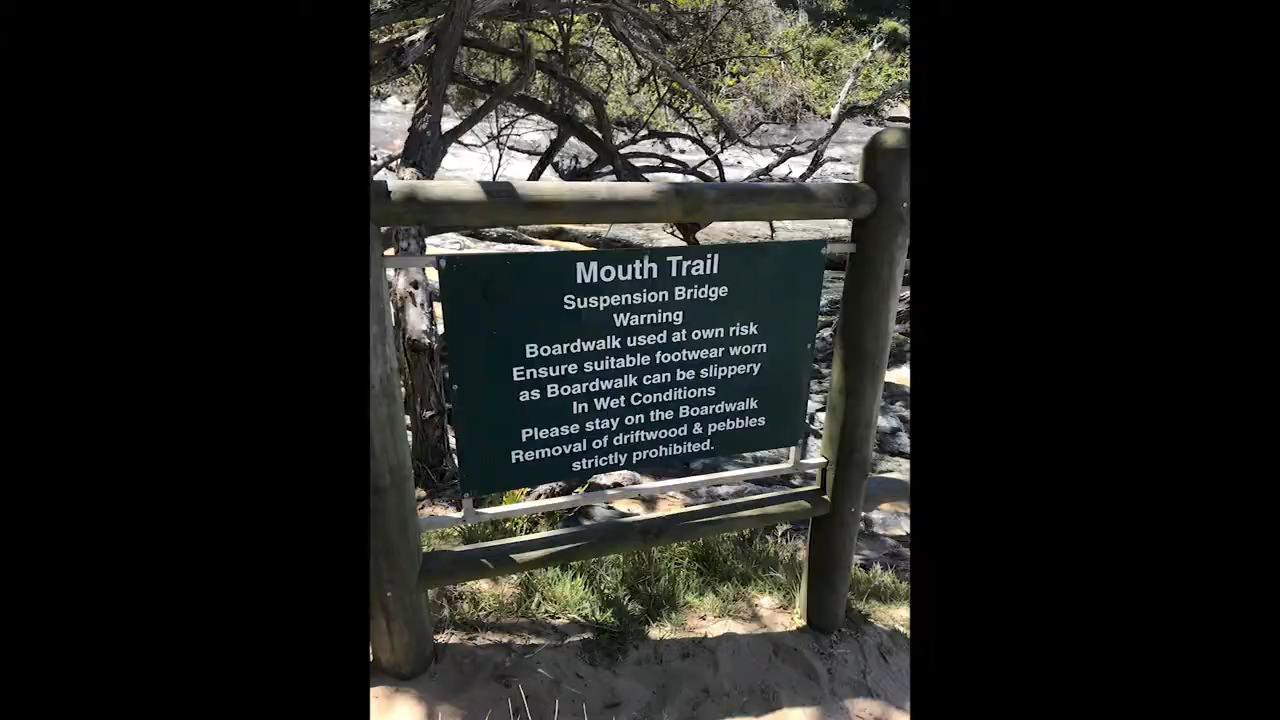 Mouth Trail
Suspension Bridge
Warning
Boardwalk used at own risk
Ensure suitable footwear worn
as Boardwalk can be slippery
In Wet Conditions
Please stay on the Boardwalk
Removal of driftwood & pebbles
strictly prohibited.